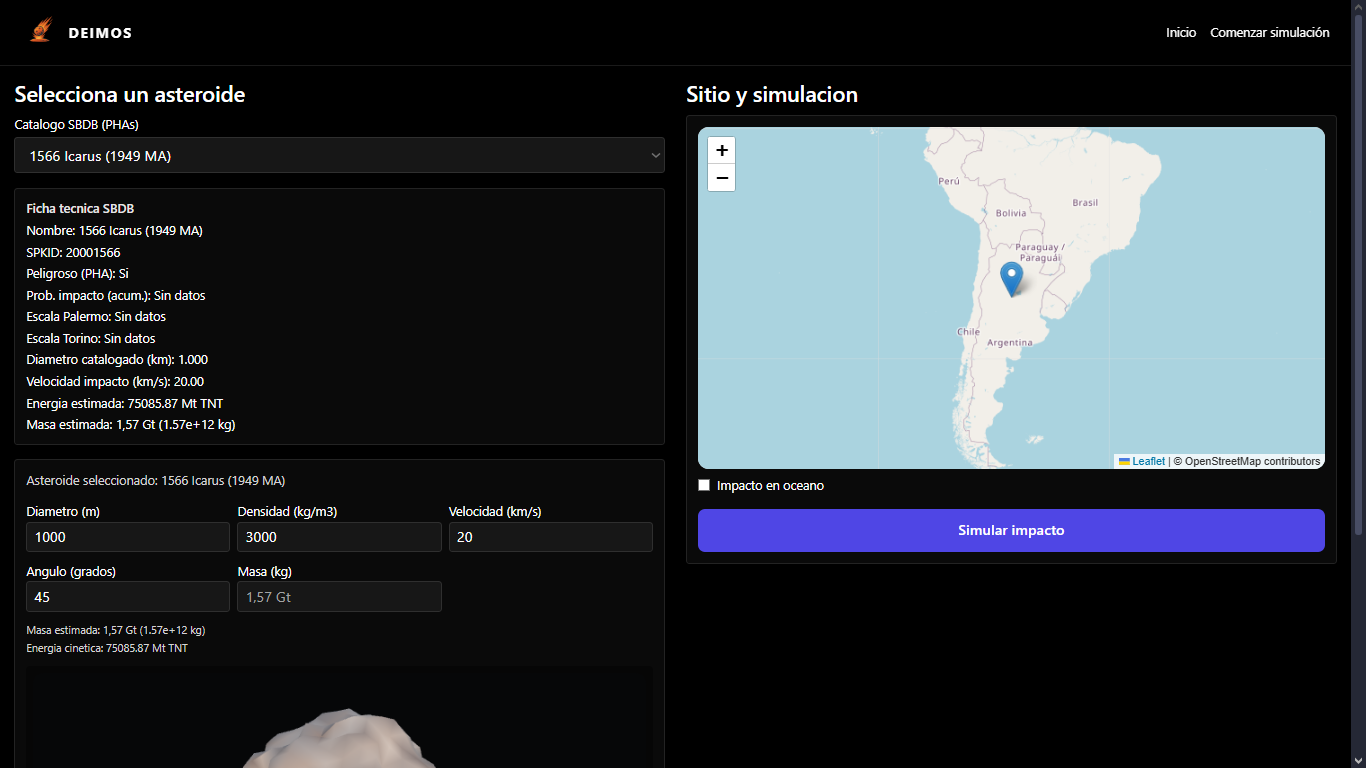 DEIMOS
Inicio
Comenzar simulación
Selecciona un asteroide
Catalogo SBDB (PHAs)
1566 Icarus (1949 MA)
Ficha tecnica SBDB
Nombre: 1566 Icarus (1949 MA)
SPKID: 20001566
Peligroso (PHA): Si
Prob. impacto (acum.): Sin datos
Escala Palermo: Sin datos
Escala Torino: Sin datos
Diametro catalogado (km): 1.000
Velocidad impacto (km/s): 20.00
Energia estimada: 75085.87 Mt TNT
Masa estimada: 1,57 Gt (1.57e+12 kg)
Asteroide seleccionado: 1566 Icarus (1949 MA)
Diametro (m)
1000
Densidad (kg/m3)
3000
Velocidad (km/s)
20
Angulo (grados)
45
Masa (kg)
1,57 Gt
Masa estimada: 1,57 Gt (1.57e+12 kg)
Energia cinetica: 75085.87 Mt TNT
Sitio y simulacion
+
−
Perú
Brasil
Bolivia
Paraguay /
Paraguái
Chile
Argentina
Leaflet | © OpenStreetMap contributors
Impacto en oceano
Simular impacto